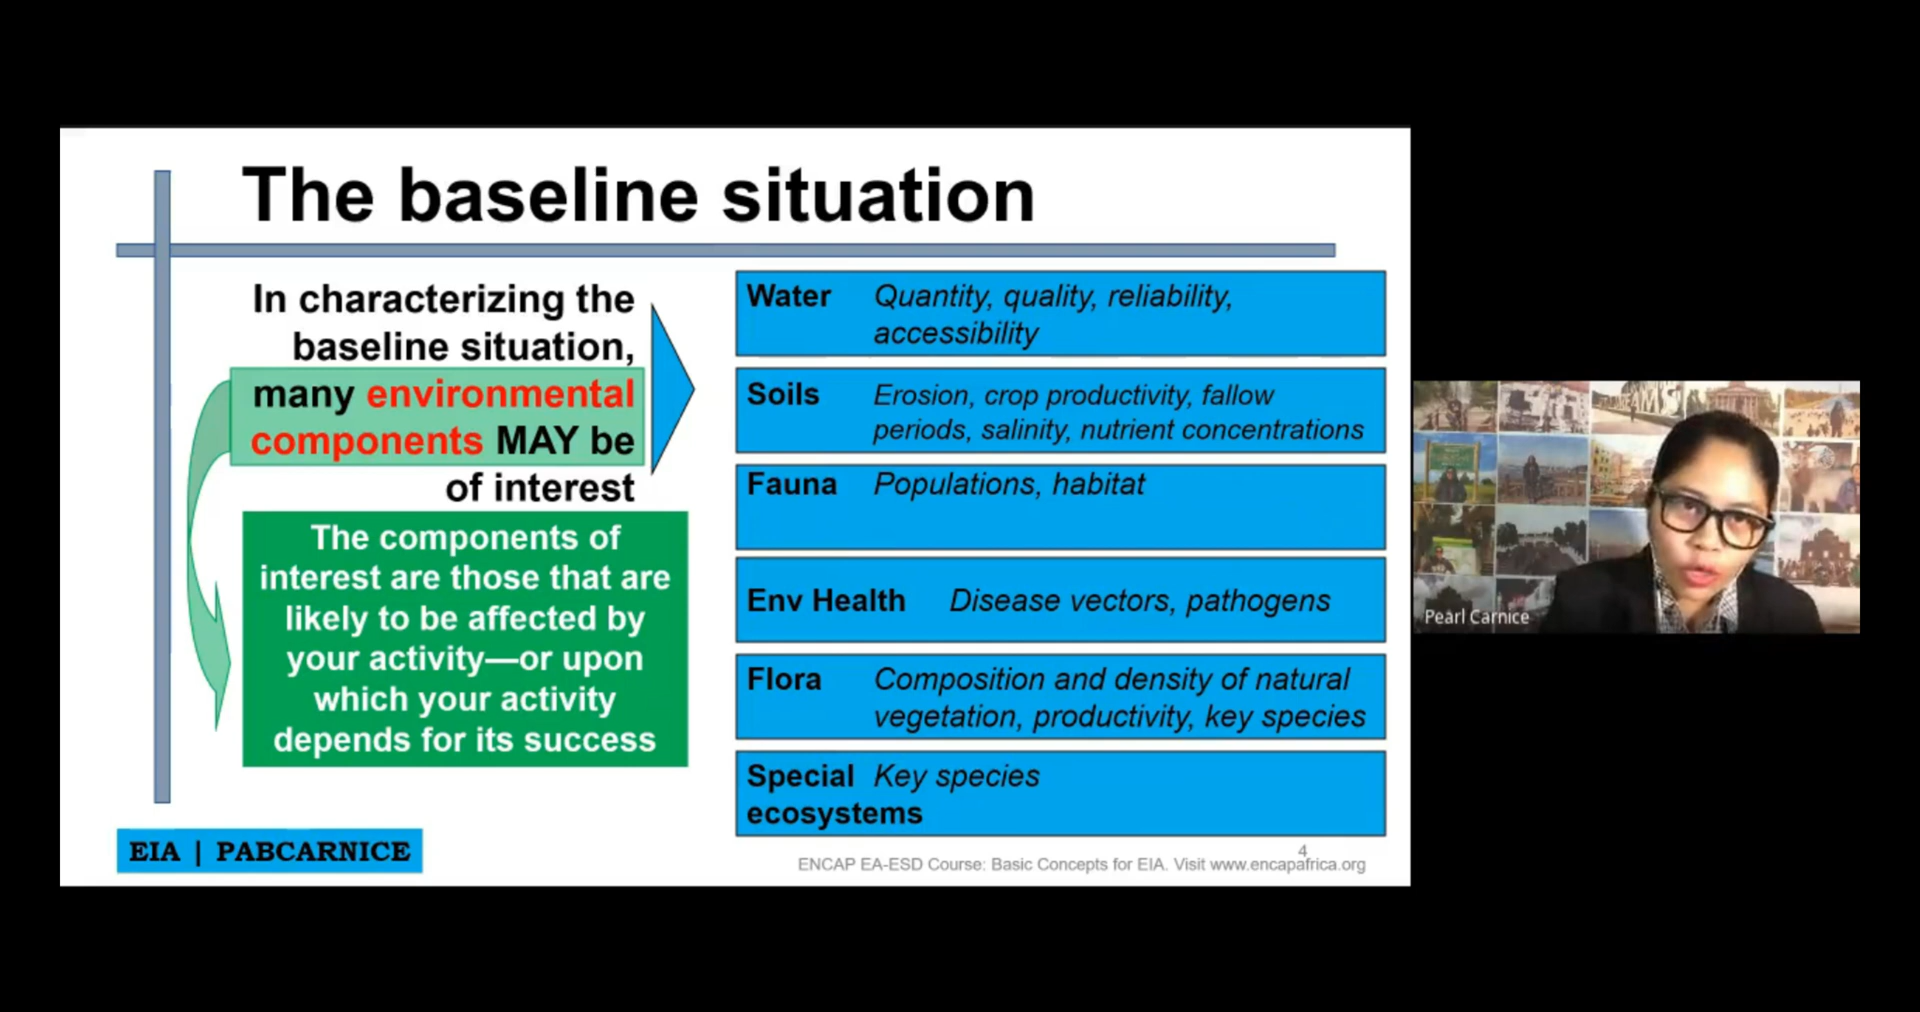 The baseline situation
In characterizing the
baseline situation,
many environmental
components MAY be
of interest
The components of
interest are those that are
likely to be affected by
your activity—or upon
which your activity
depends for its success
Water Quantity, quality, reliability,
accessibility
Soils Erosion, crop productivity, fallow
periods, salinity, nutrient concentrations
Fauna Populations, habitat
Env Health Disease vectors, pathogens
Flora Composition and density of natural
vegetation, productivity, key species
Special Key species
ecosystems
EIA | PABCARNICE
4
ENCAP EA-ESD Course: Basic Concepts for EIA. Visit www.encapafrica.org
Pearl Carnice